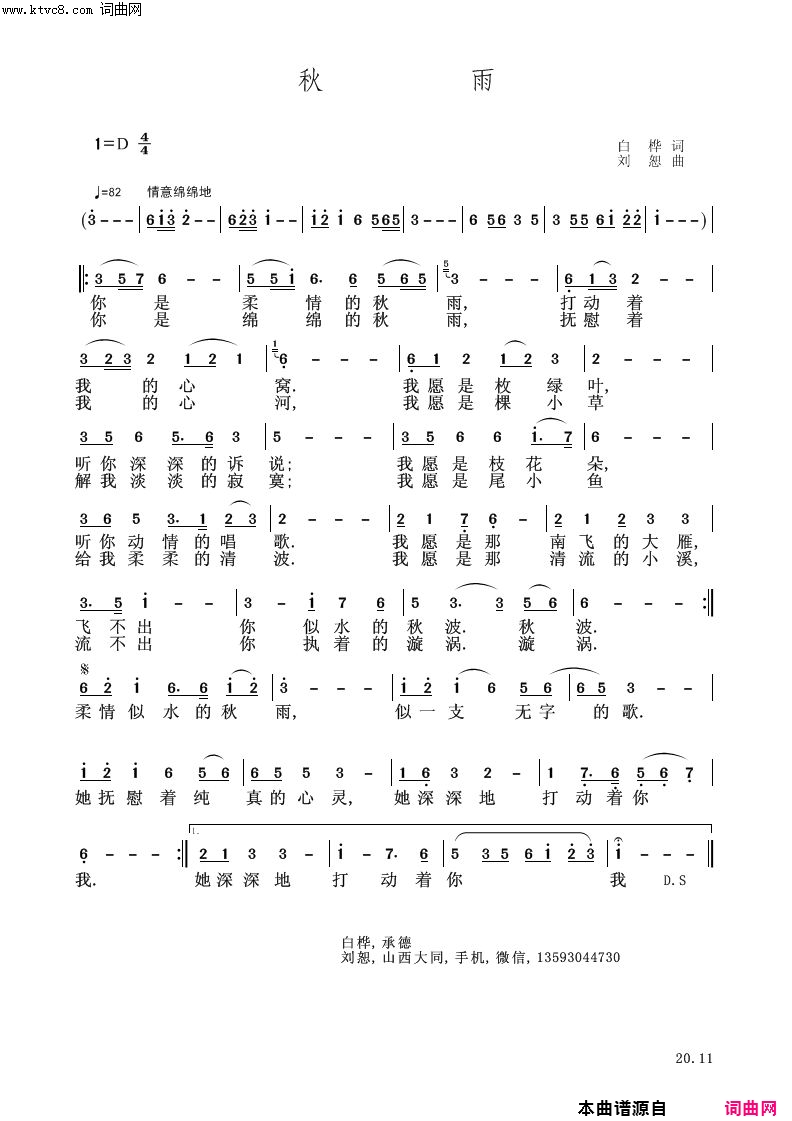 www.ktvc8.com 词曲网
秋 雨
1=D 4/4
白 桦 词
刘 恕 曲
♩=82 情意绵绵地
(3 - - - | 6 1 3 2 - - | 6 2 3 1 - - | 1 2 1 6 5 6 5 | 3 - - - | 6 5 6 3 5 | 3 5 5 6 1 2 2 | 1 - - - )
3 5 7 6 - - | 5 5 1 6· 6 5 6 5 | 5 3 - - - | 6 1 3 2 - - |
你 是 柔 情 的 秋 雨, 打 动 着
你 是 绵 绵 的 秋 雨, 抚 慰 着
3 2 3 2 1 2 1 | 1 6 - - - | 6 1 2 1 2 3 | 2 - - - |
我 的 心 窝. 我 愿 是 枚 绿 叶,
我 的 心 河, 我 愿 是 棵 小 草
3 5 6 5· 6 3 | 5 - - - | 3 5 6 6 1· 7 | 6 - - - |
听 你 深 深 的 诉 说; 我 愿 是 枝 花 朵,
解 我 淡 淡 的 寂 寞; 我 愿 是 尾 小 鱼
3 6 5 3· 1 2 3 | 2 - - - | 2 1 7 6 - | 2 1 2 3 3 |
听 你 动 情 的 唱 歌. 我 愿 是 那 南 飞 的 大 雁,
给 我 柔 柔 的 清 波. 我 愿 是 那 清 流 的 小 溪,
3· 5 1 - - | 3 - 1 7 6 | 5 3· 3 5 6 | 6 - - - :|
飞 不 出 你 似 水 的 秋 波. 秋 波.
流 不 出 你 执 着 的 漩 涡. 漩 涡.
6 2 1 6· 6 1 2 | 3 - - - | 1 2 1 6 5 6 | 6 5 3 - - |
柔 情 似 水 的 秋 雨, 似 一 支 无 字 的 歌.
1 2 1 6 5 6 | 6 5 5 3 - | 1 6 2 2 - | 1 7· 6 5 6 7 |
她 抚 慰 着 纯 真 的 心 灵, 她 深 深 地 打 动 着 你
1.
6 - - - :| 2 1 3 3 - | 1 - 7· 6 | 5 3 5 6 1 2 3 | 1 - - - ||
我. 她 深 深 地 打 动 着 你 我 D.S
白桦, 承德
刘恕, 山西大同, 手机, 微信, 13593044730
20.11
本曲谱源自 词曲网